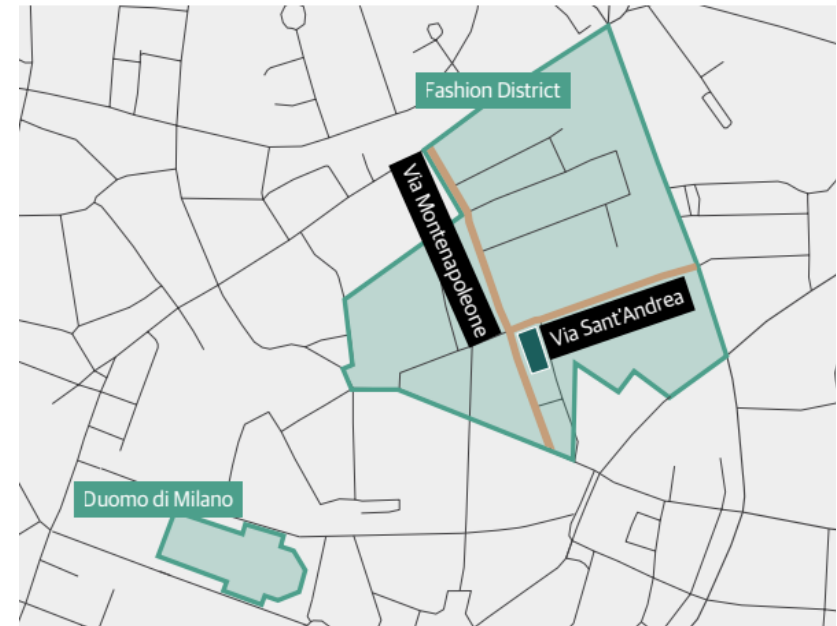 Fashion District
Via Montenapoleone
Via Sant'Andrea
Duomo di Milano